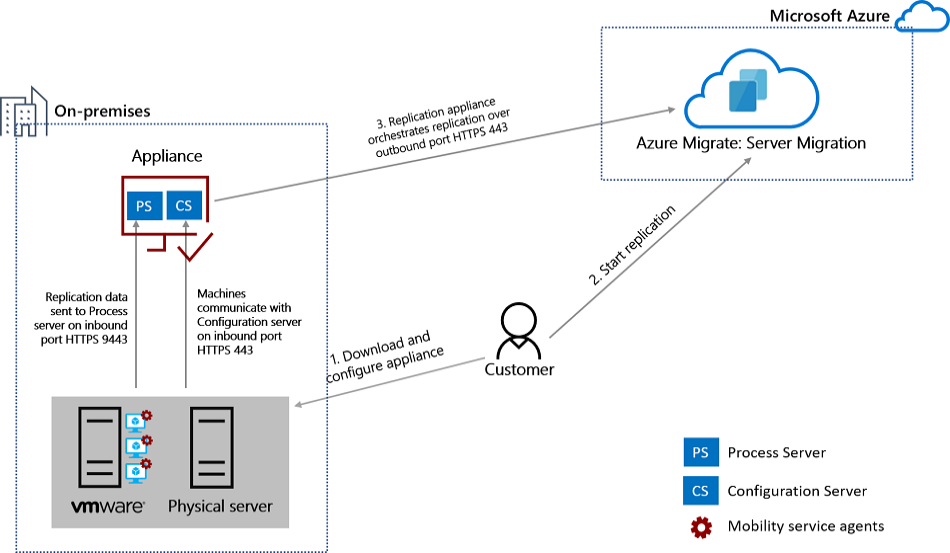 Microsoft Azure
On-premises
3. Replication appliance
orchestrates replication over
outbound port HTTPS 443
Azure Migrate: Server Migration
Appliance
PS
CS
2. Start replication
Replication data
sent to Process
server on inbound
port HTTPS 9443
Machines
communicate with
Configuration server
on inbound port
HTTPS 443
1. Download and
configure appliance
Customer
vmware®
Physical server
PS
Process Server
CS
Configuration Server
Mobility service agents